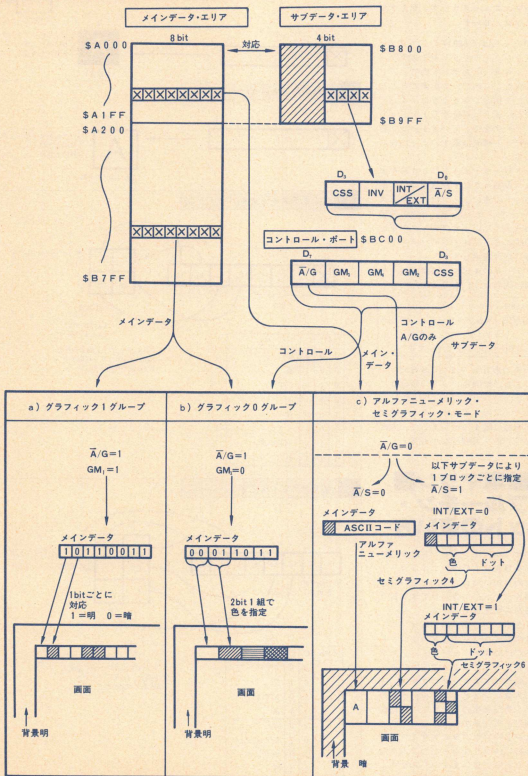 メインデータ・エリア
サブデータ・エリア
8bit
4bit
$A000
対応
$B800
$A1FF
$A200
$B9FF
$B7FF
D₃ D₀
CSS INV INT/EXT A̅/S
コントロール・ポート $BC00
D₇ D₃
A̅/G GM₂ GM₁ GM₀ CSS
メインデータ
コントロール
メイン・データ
コントロール A/Gのみ
サブデータ
a) グラフィック1グループ
A̅/G=1
GM₁=1
メインデータ
1 0 1 1 0 0 1 1
1bitごとに
対応
1=明 0=暗
画面
背景明
b) グラフィック0グループ
A̅/G=1
GM₁=0
メインデータ
0 0 0 1 1 0 1 1
2bit1組で
色を指定
画面
背景明
c) アルファニューメリック・
セミグラフィック・モード
A̅/G=0
以下サブデータにより
1ブロックごとに指定
A̅/S=0
A̅/S=1
メインデータ
ASCIIコード
アルファ
ニューメリック
INT/EXT=0
メインデータ
色 ドット
セミグラフィック4
INT/EXT=1
メインデータ
色 ドット
セミグラフィック6
A
画面
背景 暗